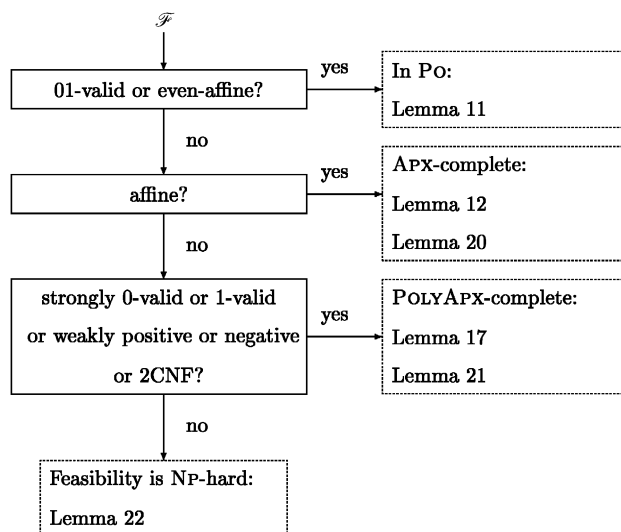 ℱ
01-valid or even-affine?
yes
In PO:
Lemma 11
no
affine?
yes
APX-complete:
Lemma 12
Lemma 20
no
strongly 0-valid or 1-valid
or weakly positive or negative
or 2CNF?
yes
POLYAPX-complete:
Lemma 17
Lemma 21
no
Feasibility is NP-hard:
Lemma 22